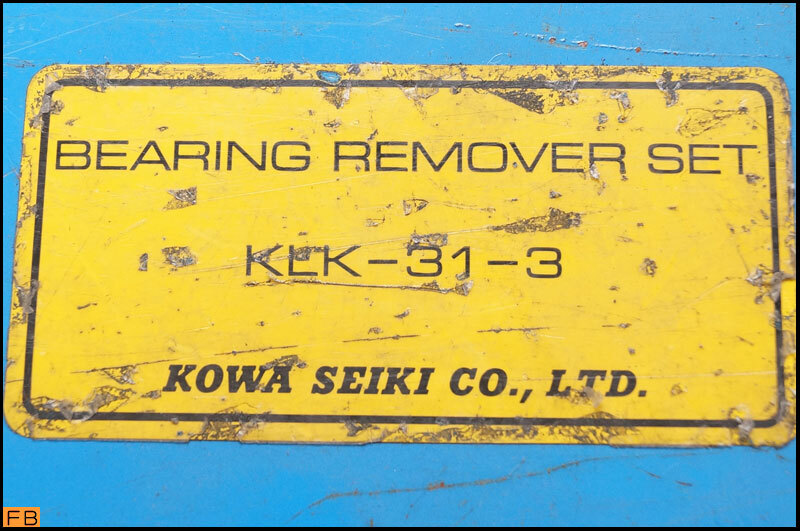 BEARING REMOVER SET
KLK-31-3
KOWA SEIKI CO., LTD.
FB